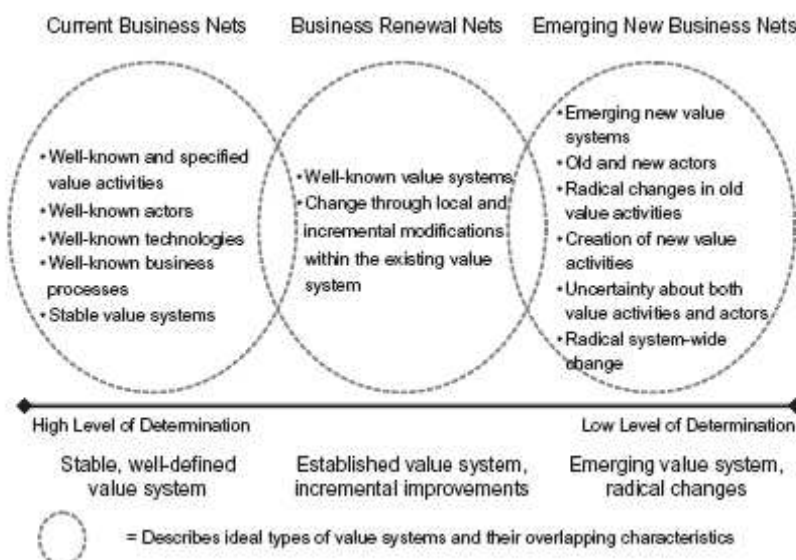 Current Business Nets
Business Renewal Nets
Emerging New Business Nets
•Well-known and specified
value activities
•Well-known actors
•Well-known technologies
•Well-known business
processes
•Stable value systems
•Well-known value systems
•Change through local and
incremental modifications
within the existing value
system
•Emerging new value
systems
•Old and new actors
•Radical changes in old
value activities
•Creation of new value
activities
•Uncertainty about both
value activities and actors
•Radical system-wide
change
High Level of Determination
Low Level of Determination
Stable, well-defined
value system
Established value system,
incremental improvements
Emerging value system,
radical changes
= Describes ideal types of value systems and their overlapping characteristics